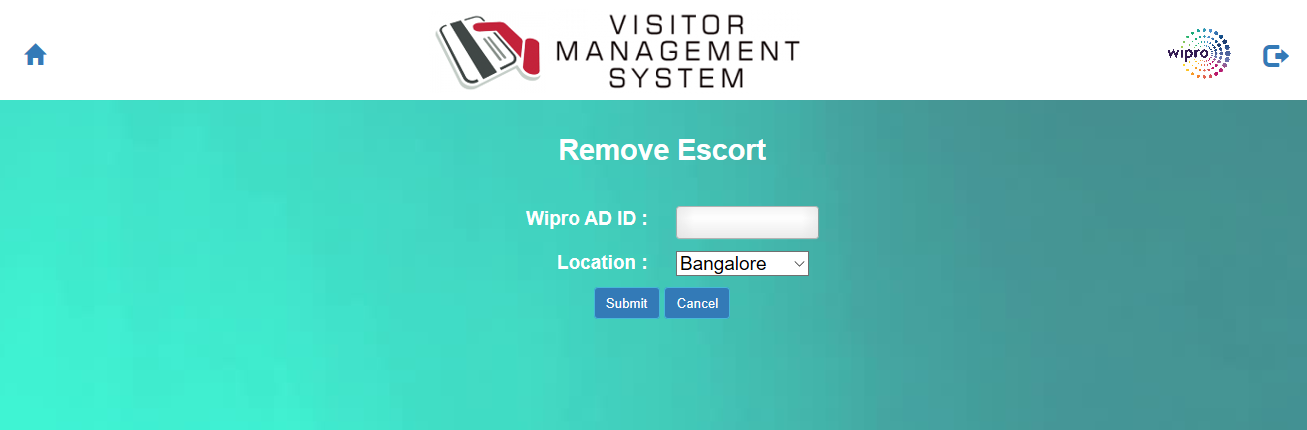 VISITOR
MANAGEMENT
SYSTEM
wipro
Remove Escort
Wipro AD ID :
Location : Bangalore
Submit Cancel